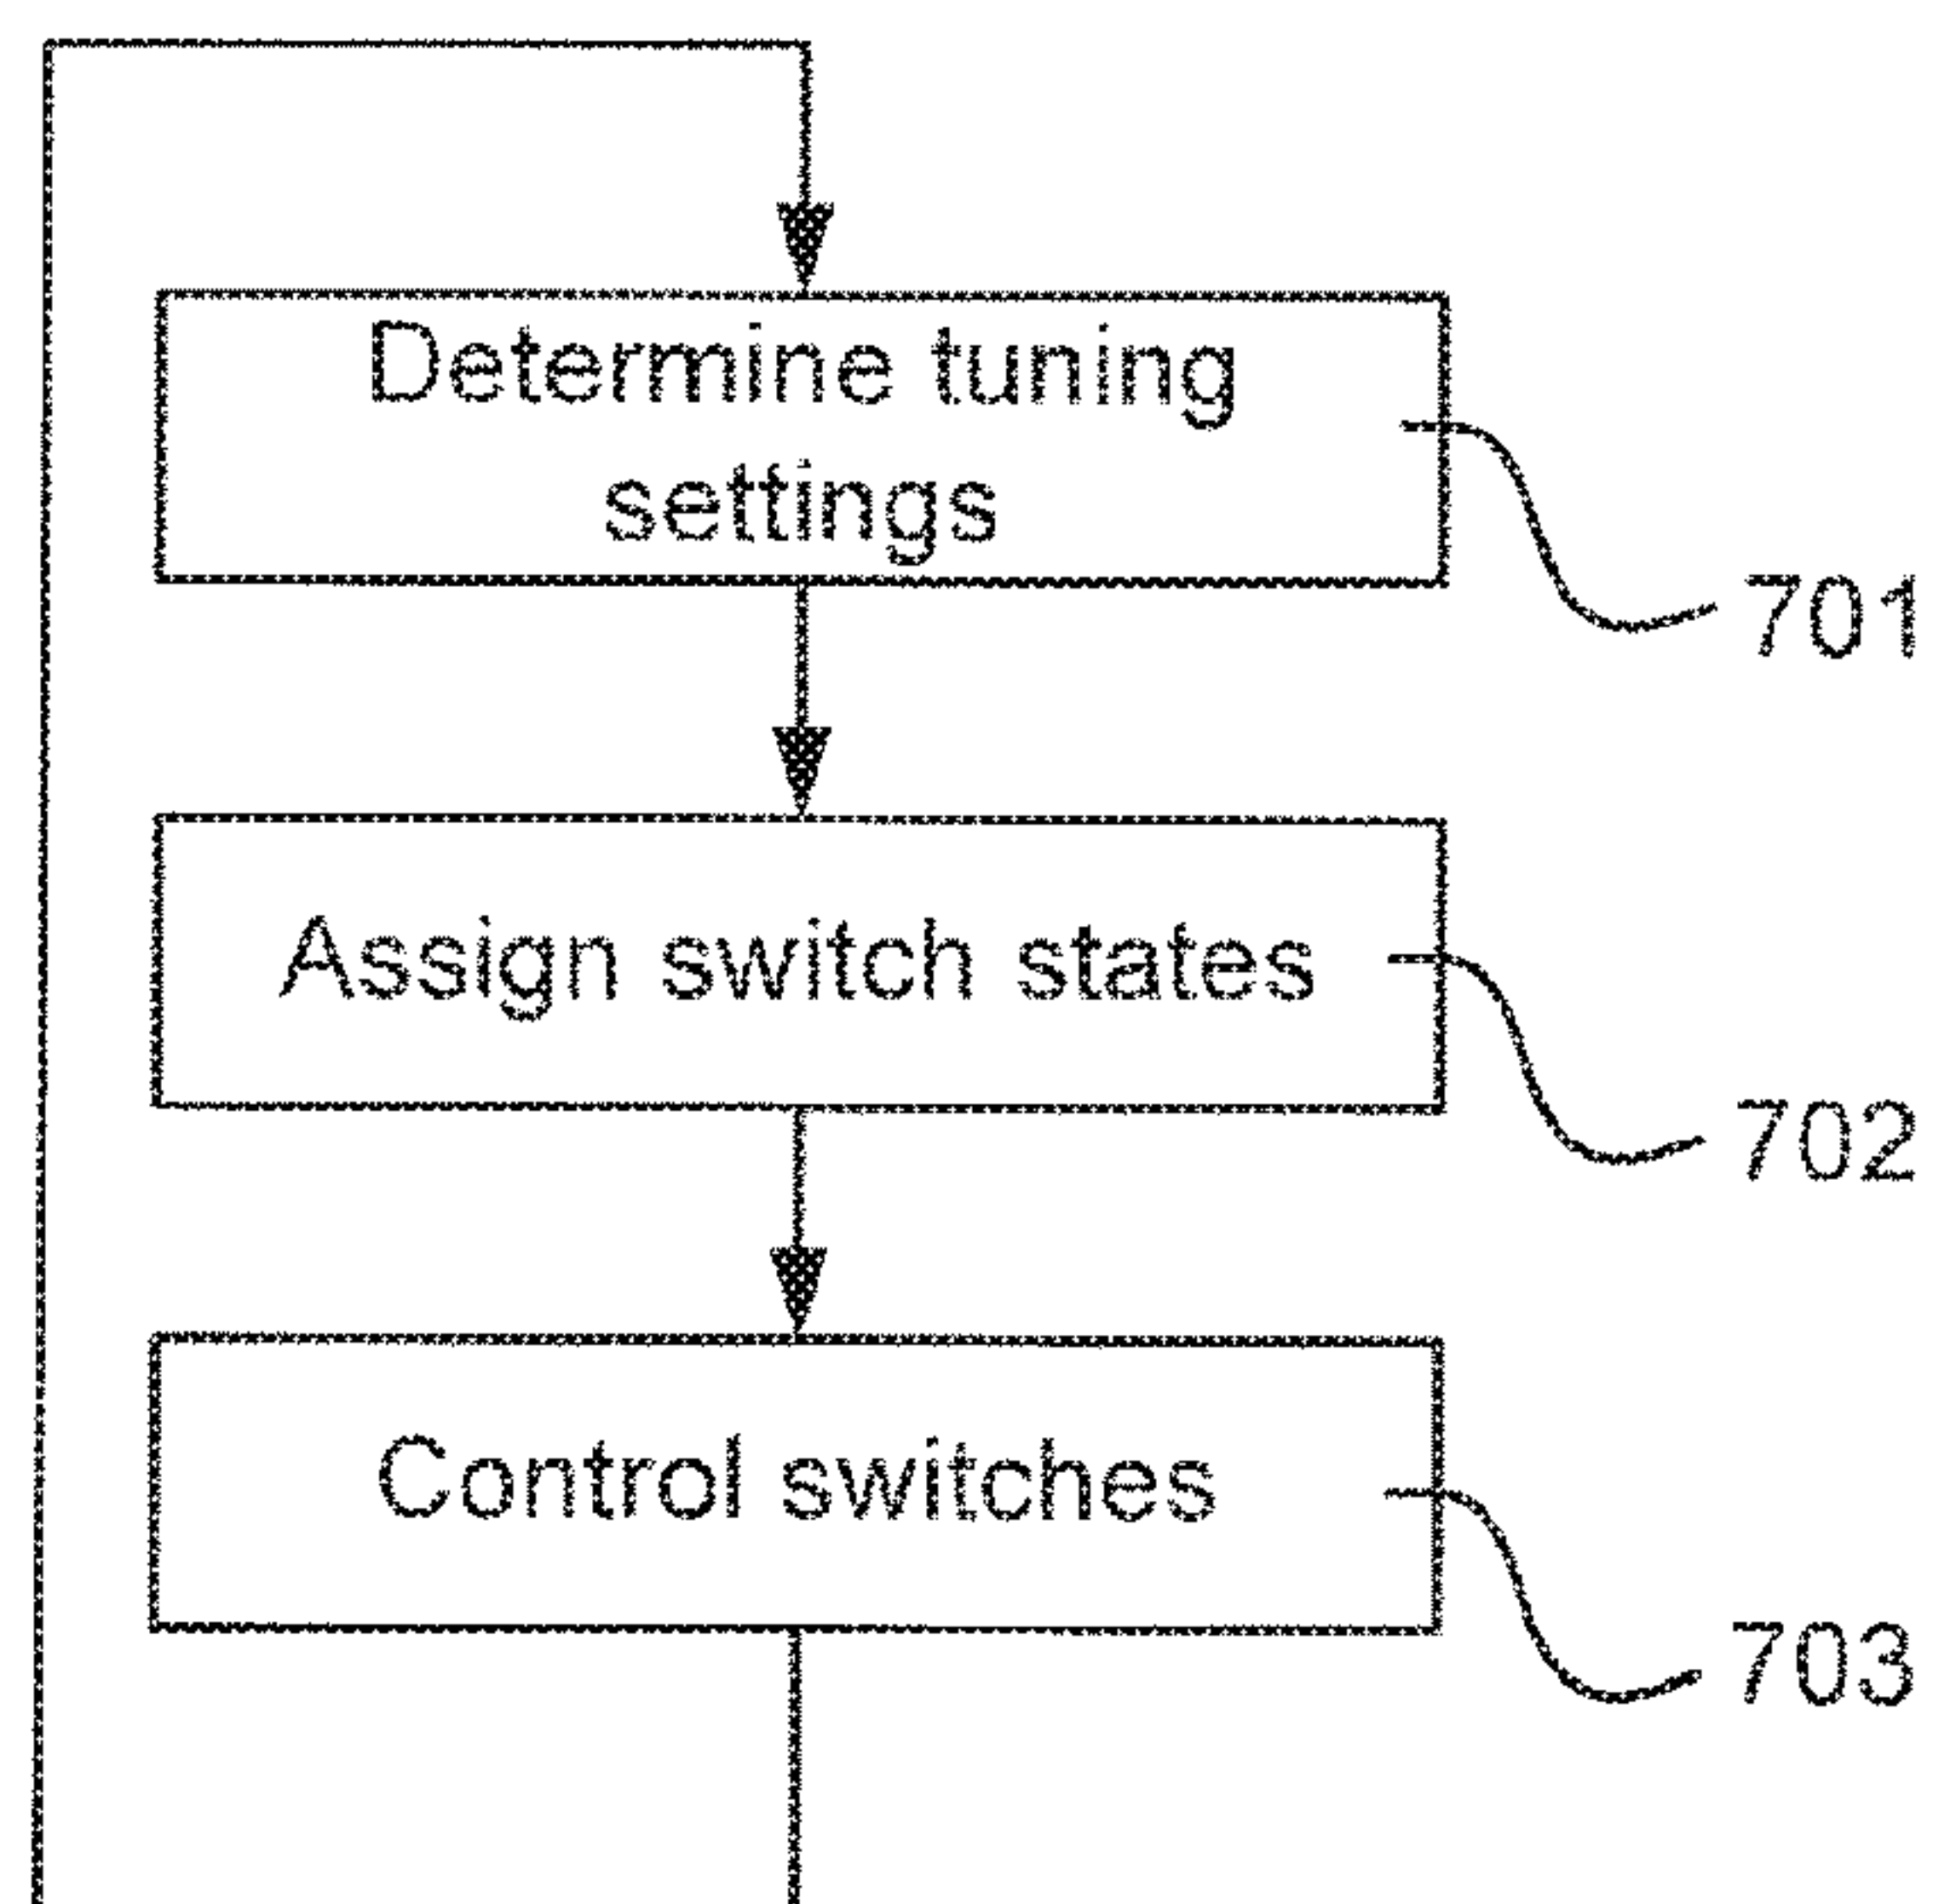 Determine tuning
settings
701
Assign switch states
702
Control switches
703